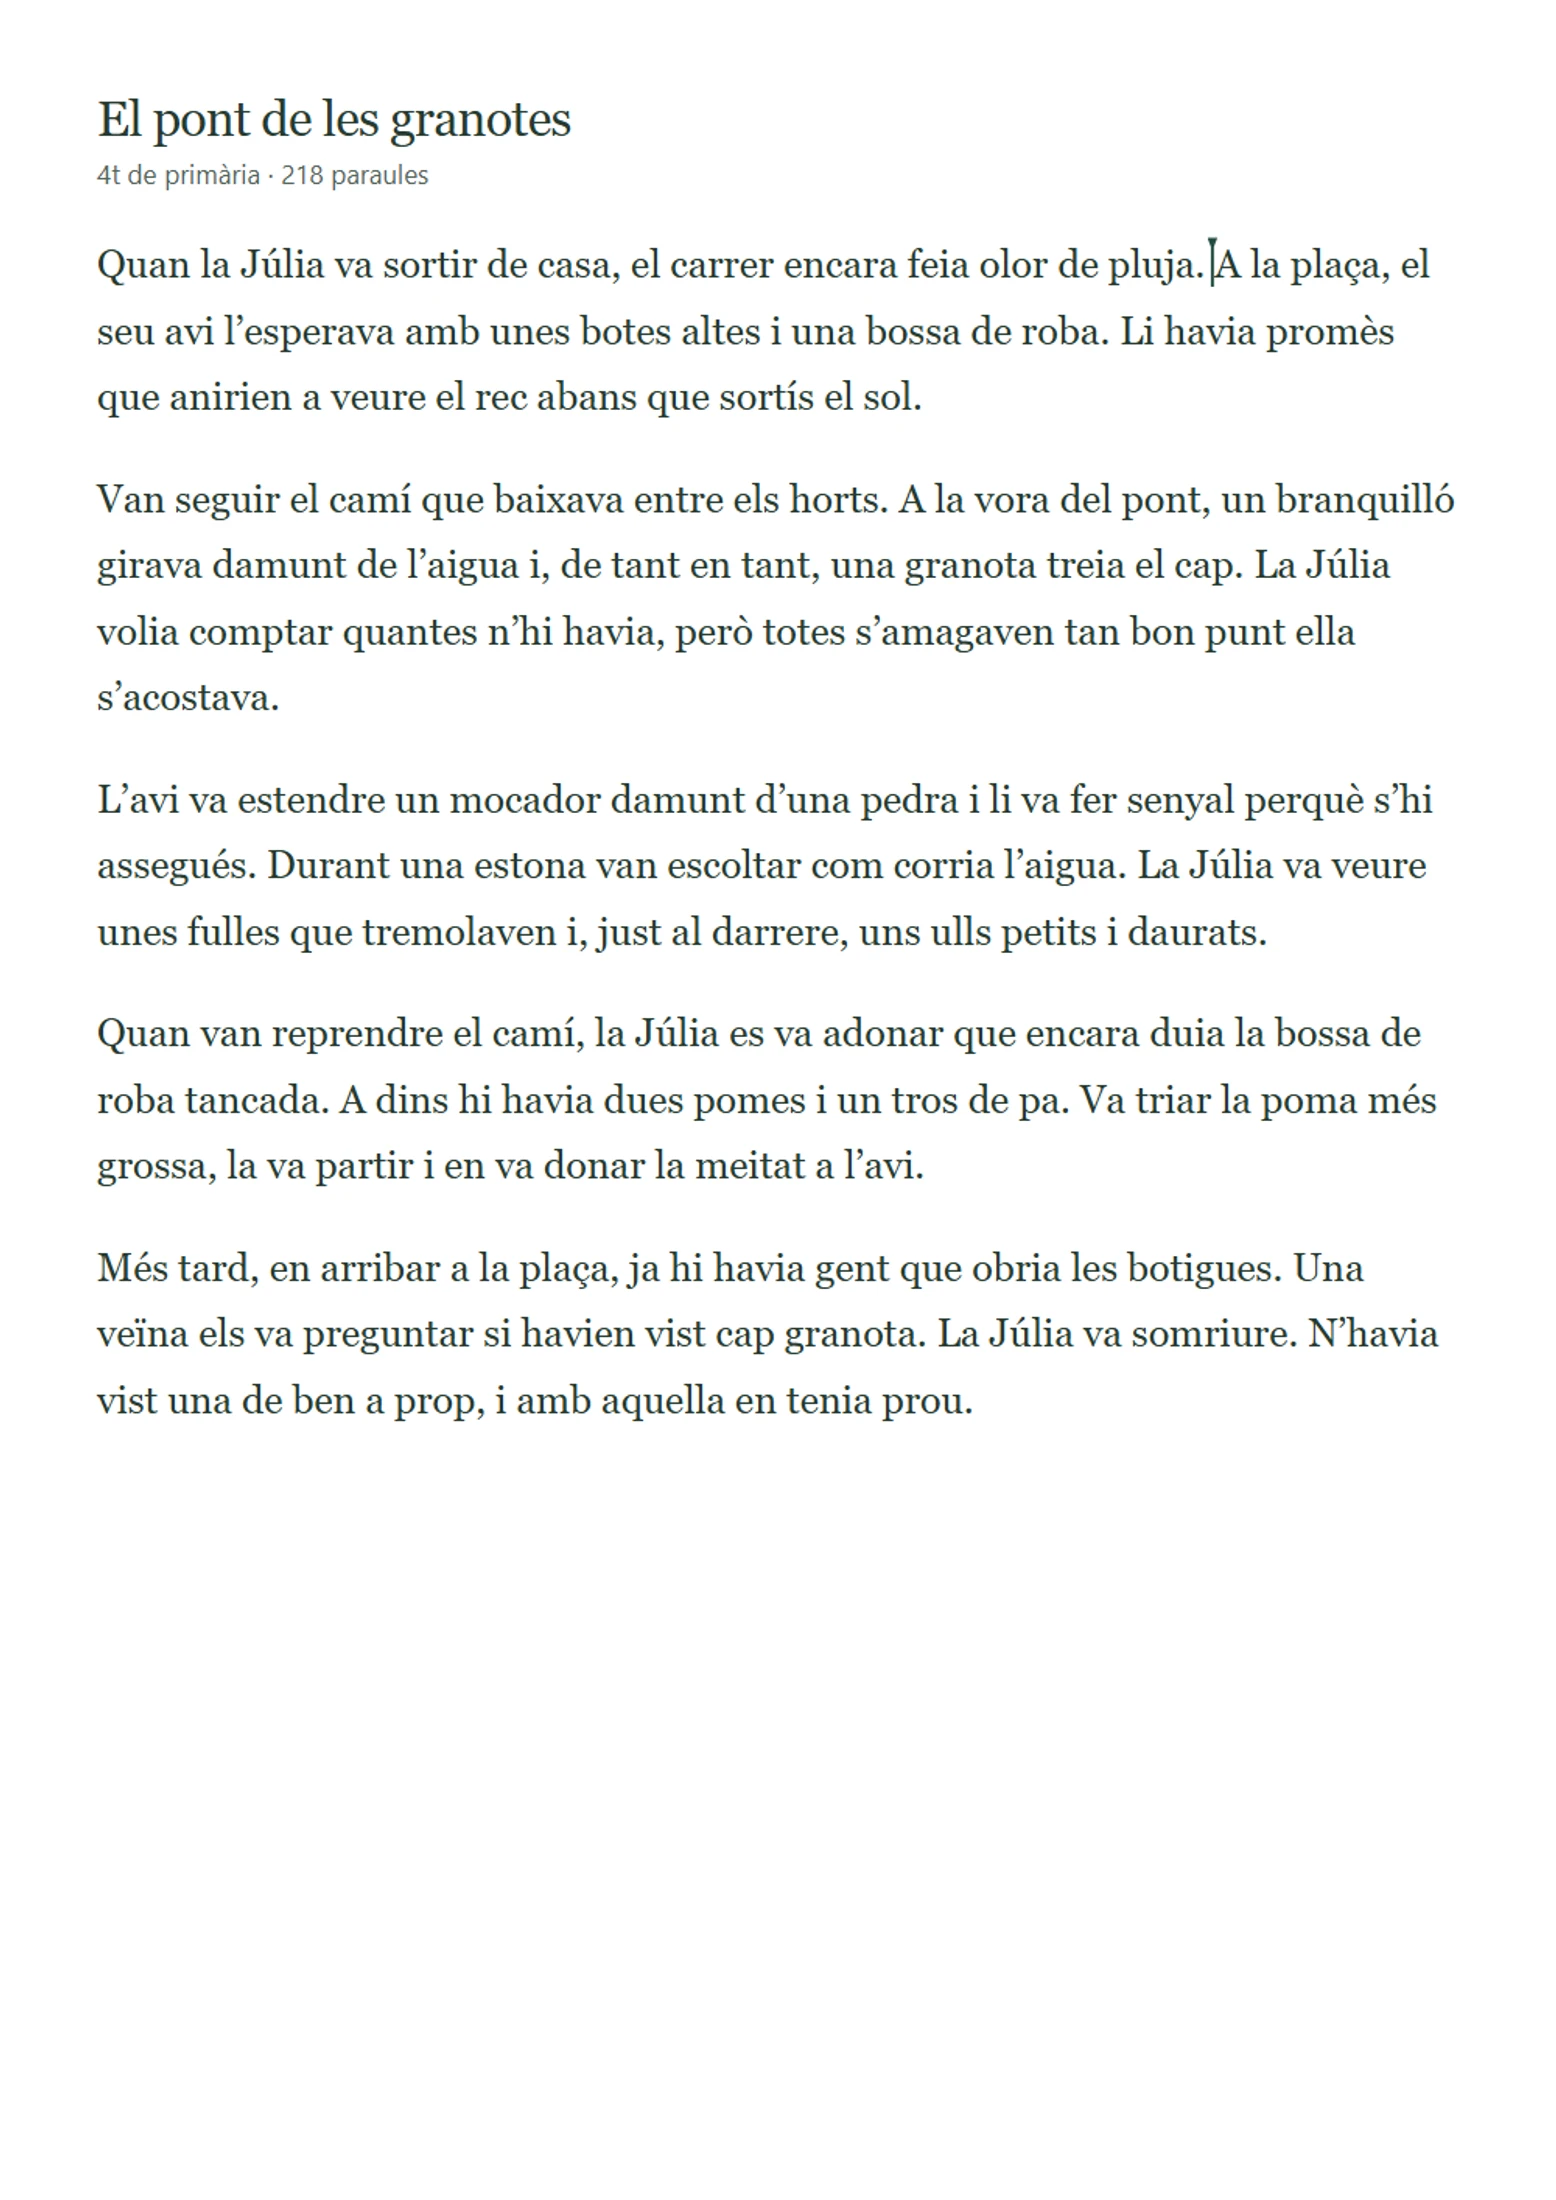 El pont de les granotes
4t de primària · 218 paraules
Quan la Júlia va sortir de casa, el carrer encara feia olor de pluja. A la plaça, el
seu avi l’esperava amb unes botes altes i una bossa de roba. Li havia promès
que anirien a veure el rec abans que sortís el sol.
Van seguir el camí que baixava entre els horts. A la vora del pont, un branquilló
girava damunt de l’aigua i, de tant en tant, una granota treia el cap. La Júlia
volia comptar quantes n’hi havia, però totes s’amagaven tan bon punt ella
s’acostava.
L’avi va estendre un mocador damunt d’una pedra i li va fer senyal perquè s’hi
assegués. Durant una estona van escoltar com corria l’aigua. La Júlia va veure
unes fulles que tremolaven i, just al darrere, uns ulls petits i daurats.
Quan van reprendre el camí, la Júlia es va adonar que encara duia la bossa de
roba tancada. A dins hi havia dues pomes i un tros de pa. Va triar la poma més
grossa, la va partir i en va donar la meitat a l’avi.
Més tard, en arribar a la plaça, ja hi havia gent que obria les botigues. Una
veïna els va preguntar si havien vist cap granota. La Júlia va somriure. N’havia
vist una de ben a prop, i amb aquella en tenia prou.